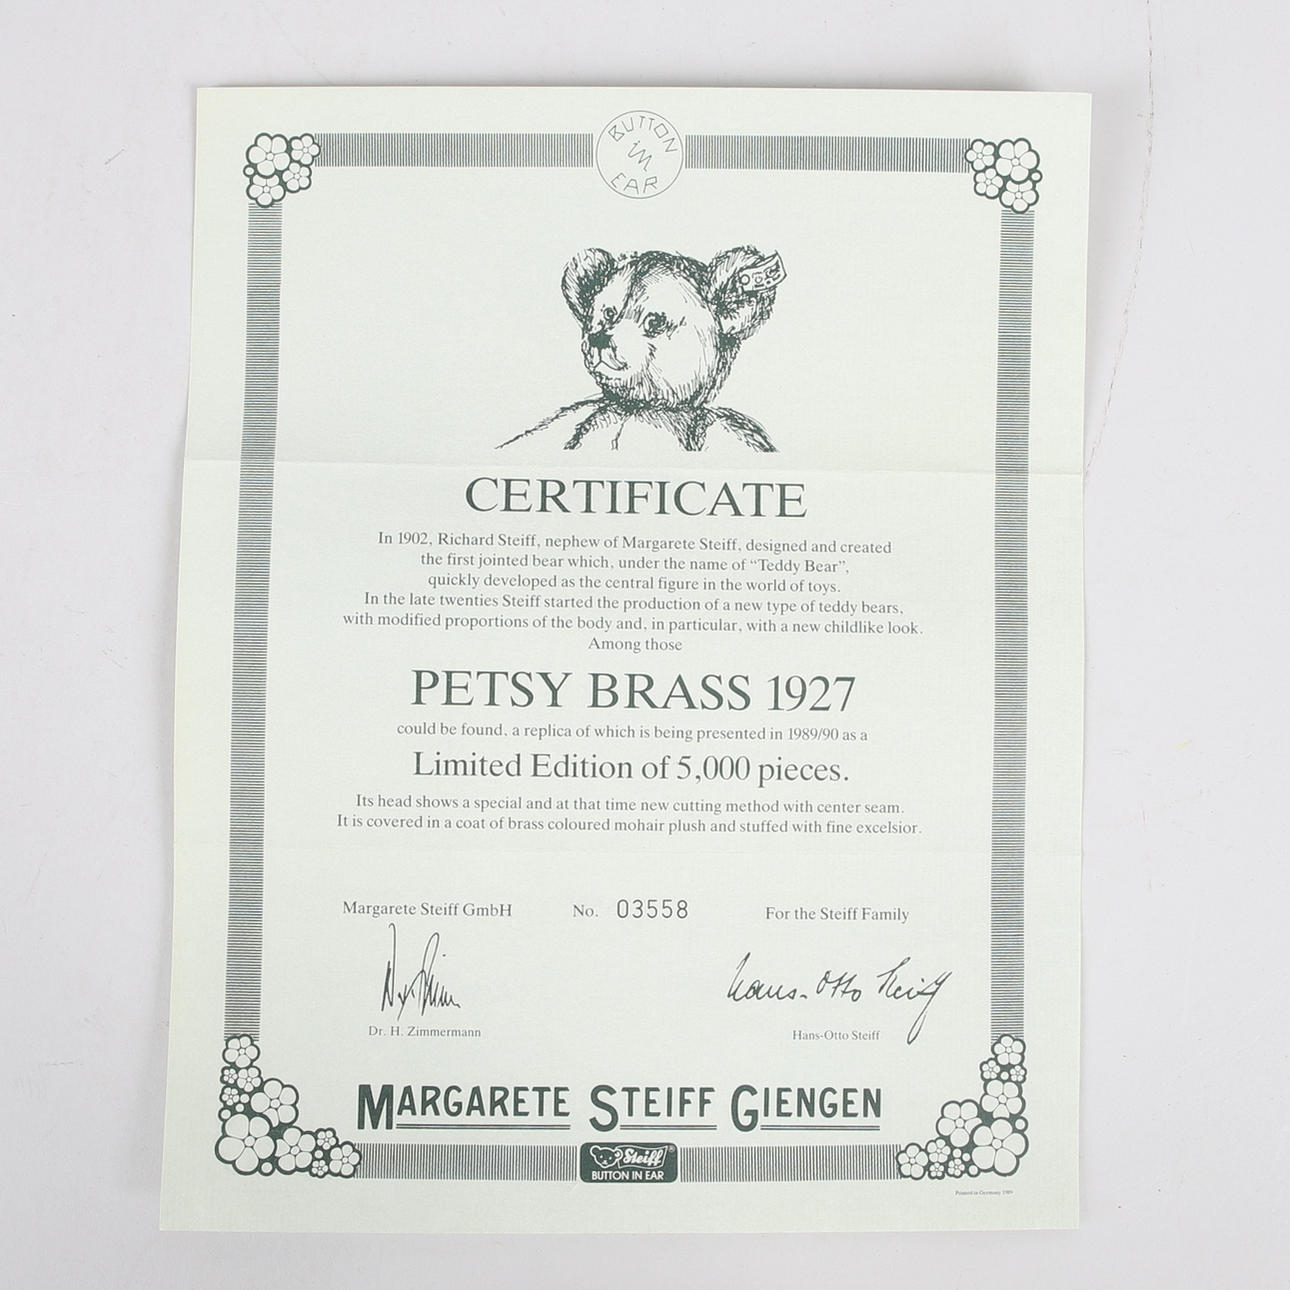 BUTTON
im
EAR
CERTIFICATE
In 1902, Richard Steiff, nephew of Margarete Steiff, designed and created
the first jointed bear which, under the name of “Teddy Bear”,
quickly developed as the central figure in the world of toys.
In the late twenties Steiff started the production of a new type of teddy bears,
with modified proportions of the body and, in particular, with a new childlike look.
Among those
PETSY BRASS 1927
could be found, a replica of which is being presented in 1989/90 as a
Limited Edition of 5,000 pieces.
Its head shows a special and at that time new cutting method with center seam.
It is covered in a coat of brass coloured mohair plush and stuffed with fine excelsior.
Margarete Steiff GmbH No. 03558 For the Steiff Family
Hans-Otto Steiff
Dr. H. Zimmermann Hans-Otto Steiff
MARGARETE STEIFF GIENGEN
Steiff ®
BUTTON IN EAR
Printed in Germany 1989